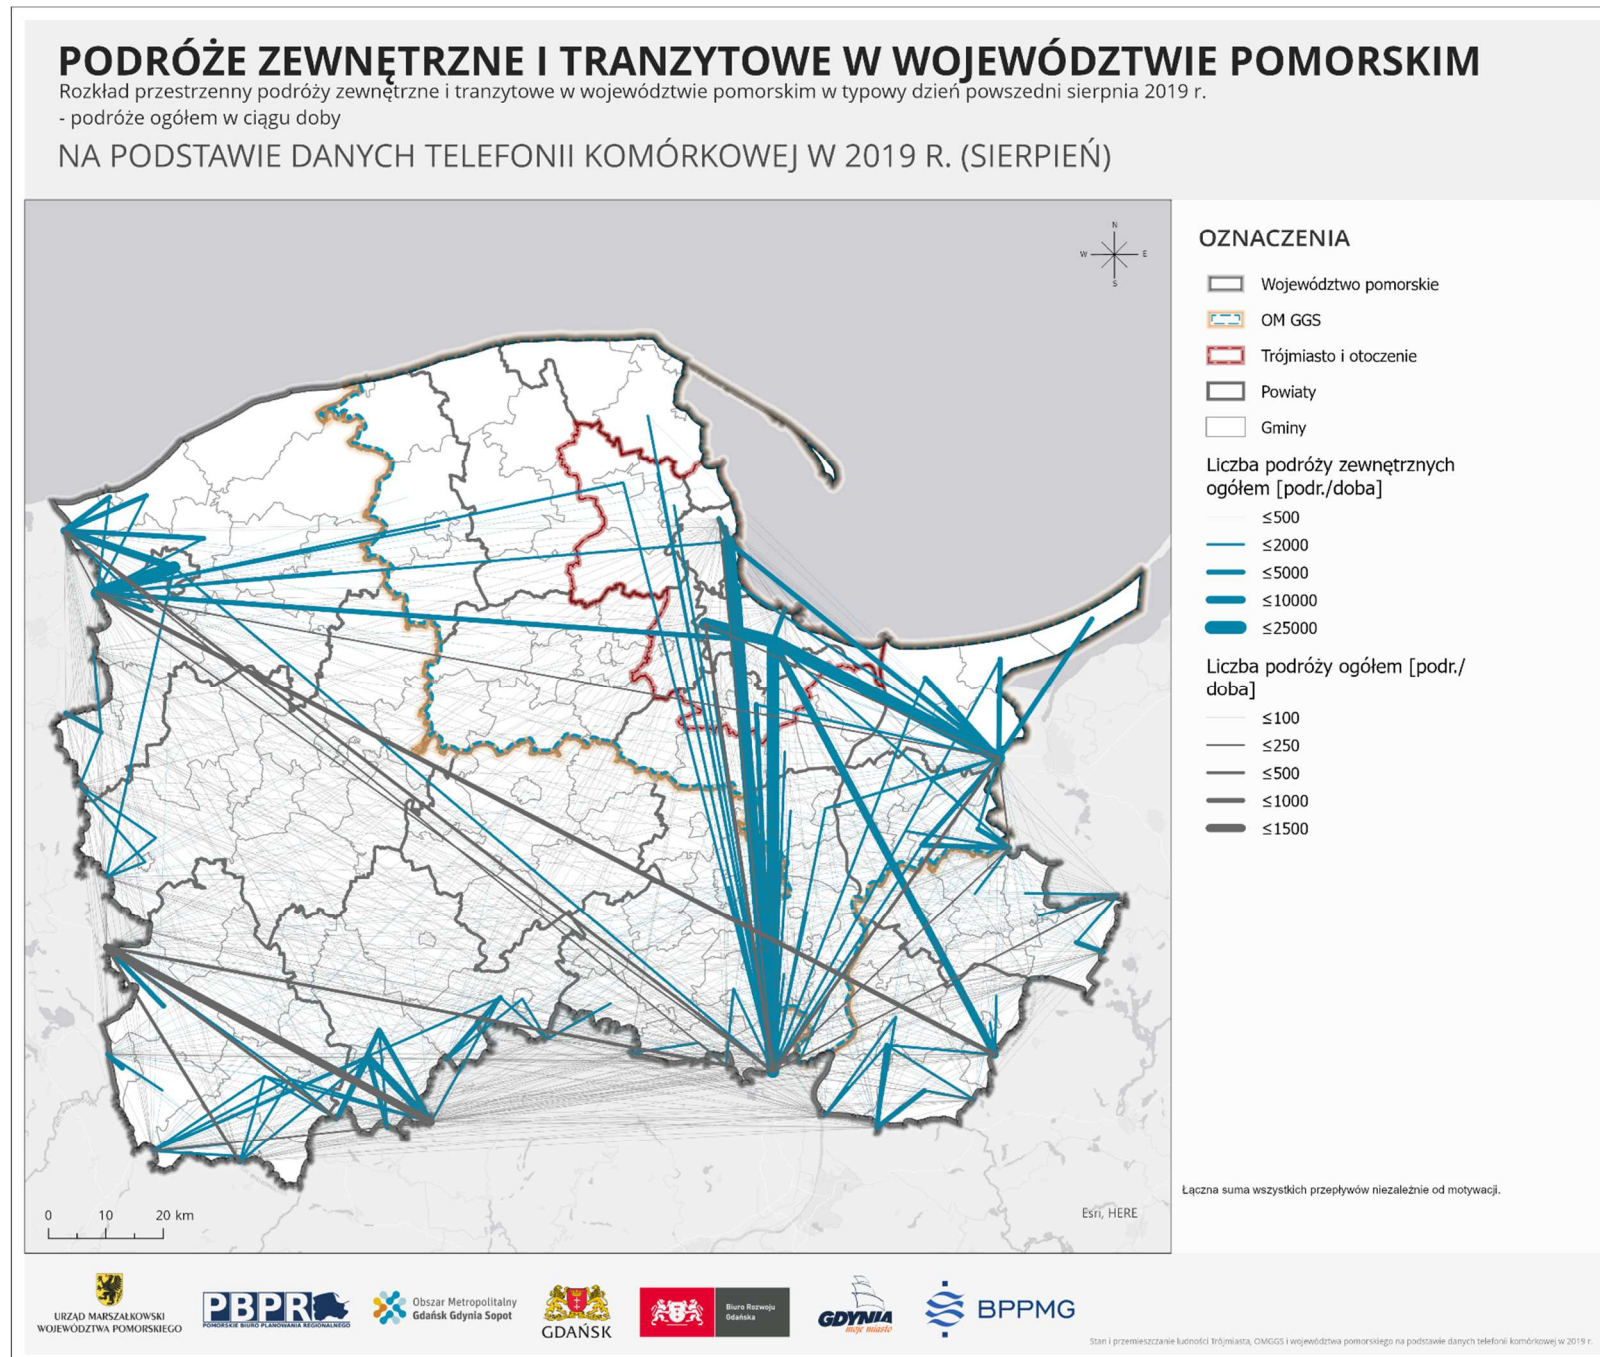 PODRÓŻE ZEWNĘTRZNE I TRANZYTOWE W WOJEWÓDZTWIE POMORSKIM
Rozkład przestrzenny podróży zewnętrzne i tranzytowe w województwie pomorskim w typowy dzień powszedni sierpnia 2019 r.
- podróże ogółem w ciągu doby
NA PODSTAWIE DANYCH TELEFONII KOMÓRKOWEJ W 2019 R. (SIERPIEŃ)
N
W E
S
OZNACZENIA
Województwo pomorskie
OM GGS
Trójmiasto i otoczenie
Powiaty
Gminy
Liczba podróży zewnętrznych
ogółem [podr./doba]
≤500
≤2000
≤5000
≤10000
≤25000
Liczba podróży ogółem [podr./
doba]
≤100
≤250
≤500
≤1000
≤1500
Łączna suma wszystkich przepływów niezależnie od motywacji.
0 10 20 km
Esri, HERE
URZĄD MARSZAŁKOWSKI
WOJEWÓDZTWA POMORSKIEGO
PBPR
POMORSKIE BIURO PLANOWANIA REGIONALNEGO
Obszar Metropolitalny
Gdańsk Gdynia Sopot
GDAŃSK
Biuro Rozwoju
Gdańska
GDYNIA
moje miasto
BPPMG
Stan i przemieszczanie ludności Trójmiasta, OMGGS i województwa pomorskiego na podstawie danych telefonii komórkowej w 2019 r.